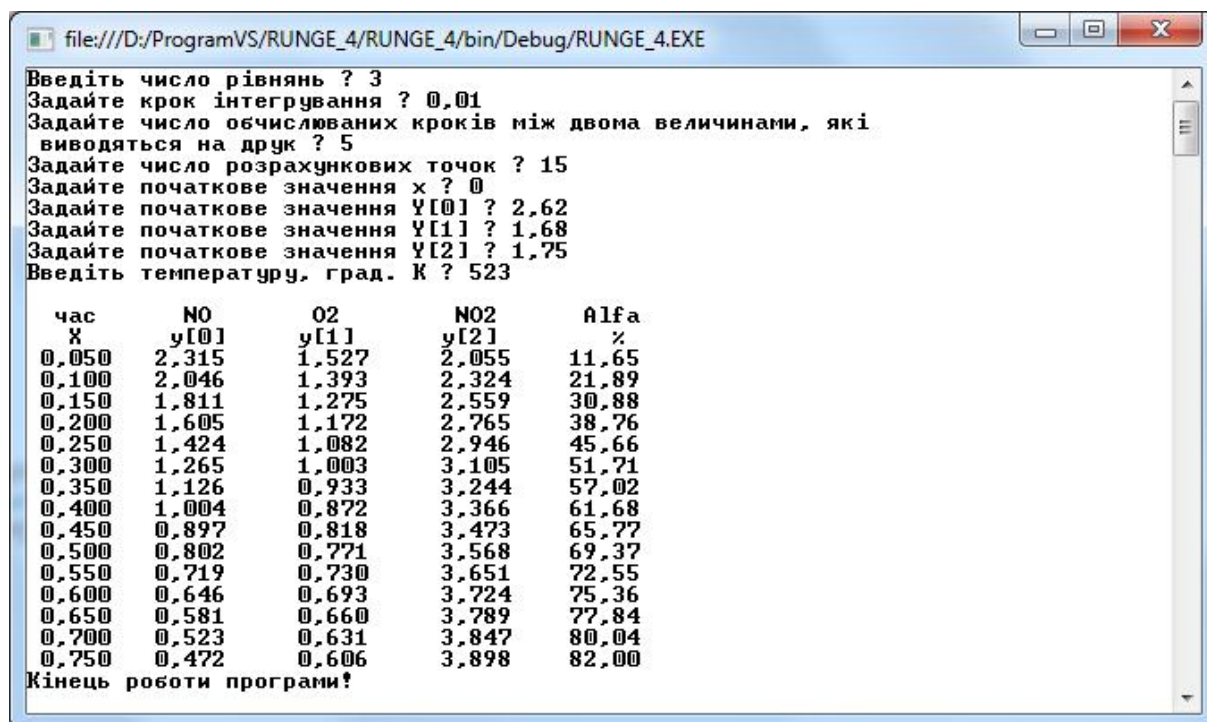 file:///D:/ProgramVS/RUNGE_4/RUNGE_4/bin/Debug/RUNGE_4.EXE
Введіть число рівнянь ? 3
Задайте крок інтегрування ? 0,01
Задайте число обчислюваних кроків між двома величинами, які
виводяться на друк ? 5
Задайте число розрахункових точок ? 15
Задайте початкове значення x ? 0
Задайте початкове значення Y[0] ? 2,62
Задайте початкове значення Y[1] ? 1,68
Задайте початкове значення Y[2] ? 1,75
Введіть температуру, град. К ? 523
час NO O2 NO2 Alfa
X y[0] y[1] y[2] %
0,050 2,315 1,527 2,055 11,65
0,100 2,046 1,393 2,324 21,89
0,150 1,811 1,275 2,559 30,88
0,200 1,605 1,172 2,765 38,76
0,250 1,424 1,082 2,946 45,66
0,300 1,265 1,003 3,105 51,71
0,350 1,126 0,933 3,244 57,02
0,400 1,004 0,872 3,366 61,68
0,450 0,897 0,818 3,473 65,77
0,500 0,802 0,771 3,568 69,37
0,550 0,719 0,730 3,651 72,55
0,600 0,646 0,693 3,724 75,36
0,650 0,581 0,660 3,789 77,84
0,700 0,523 0,631 3,847 80,04
0,750 0,472 0,606 3,898 82,00
Кінець роботи програми!